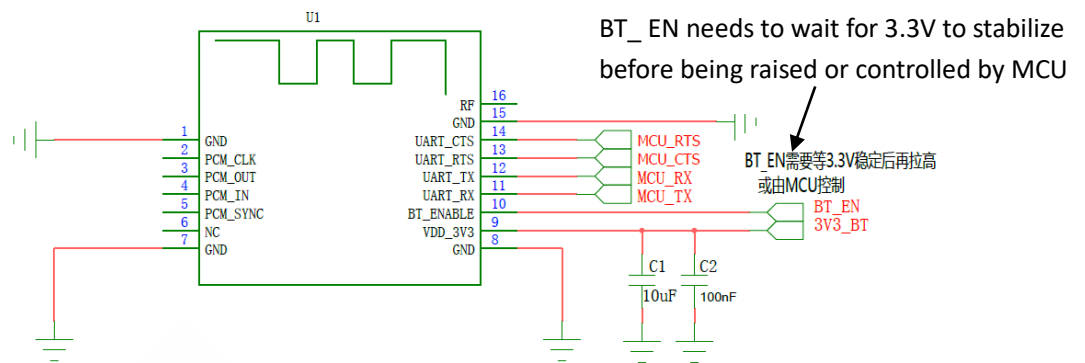 U1
BT_ EN needs to wait for 3.3V to stabilize
before being raised or controlled by MCU
1 GND
2 PCM_CLK
3 PCM_OUT
4 PCM_IN
5 PCM_SYNC
6 NC
7 GND
RF 16
GND 15
UART_CTS 14 MCU_RTS
UART_RTS 13 MCU_CTS
UART_TX 12 MCU_RX
UART_RX 11 MCU_TX
BT_ENABLE 10 BT_EN
VDD_3V3 9 3V3_BT
GND 8
BT_EN需要等3.3V稳定后再拉高
或由MCU控制
C1
10uF
C2
100nF